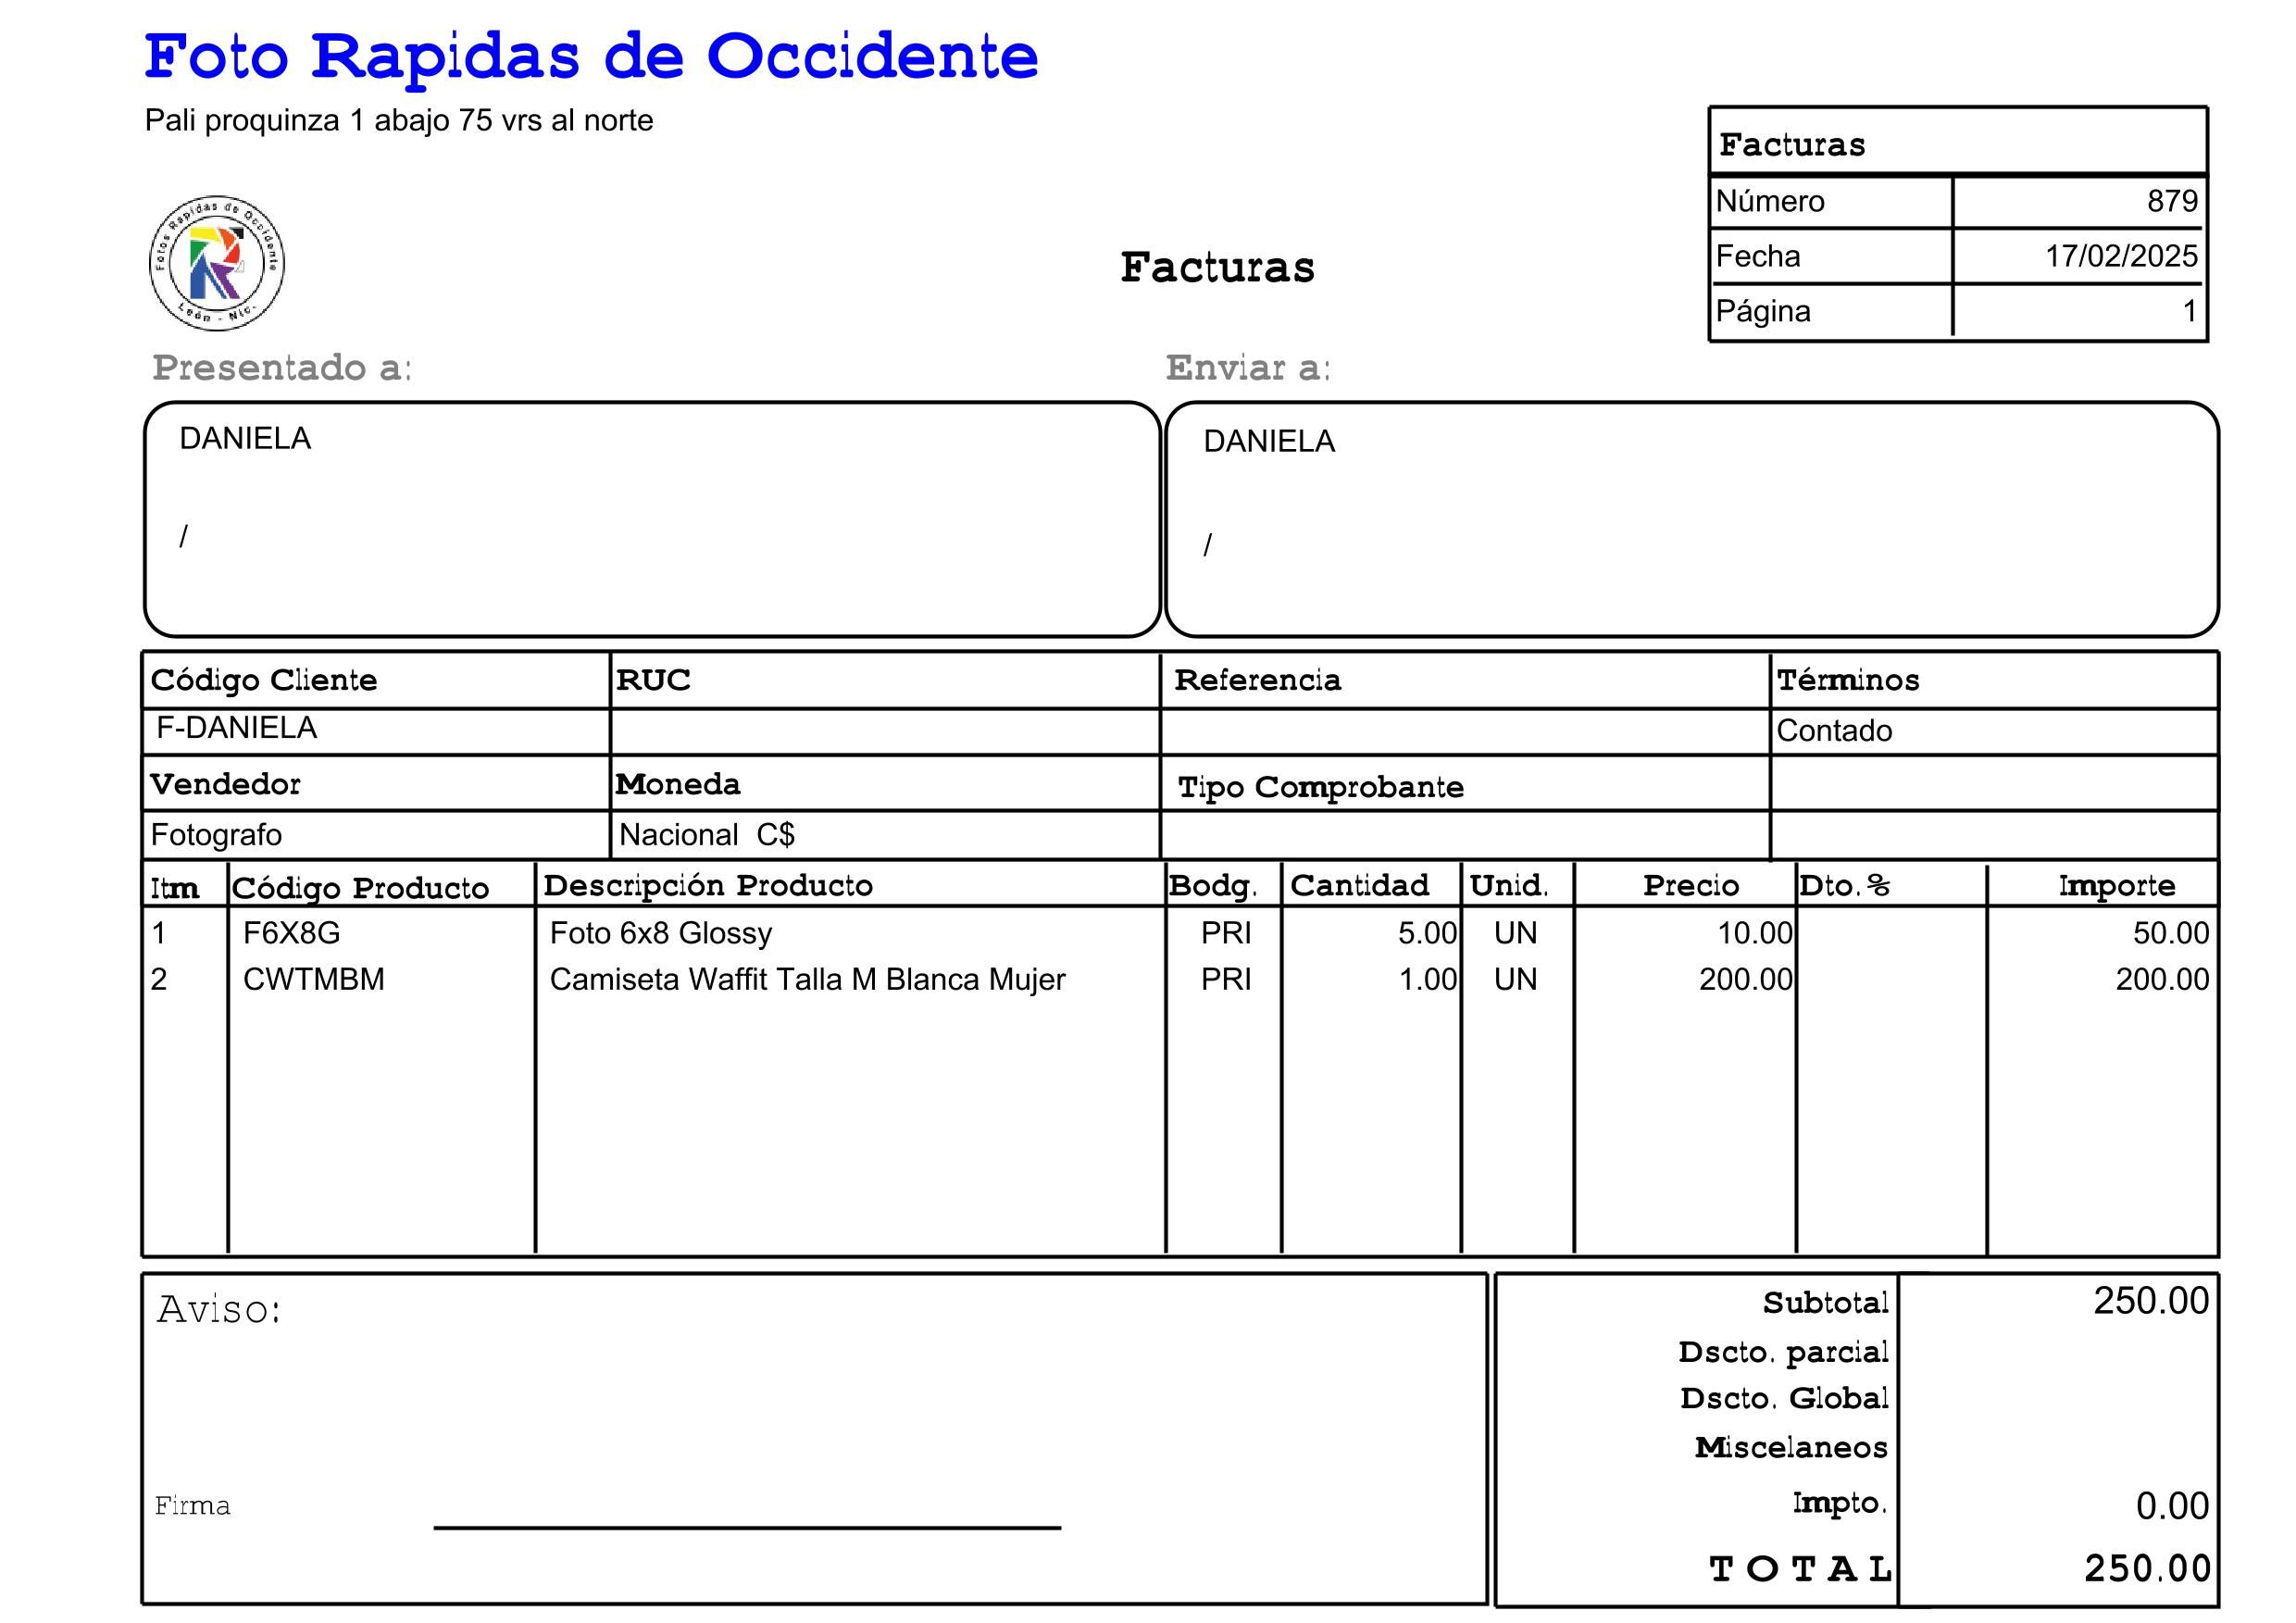 Foto Rapidas de Occidente
Pali proquinza 1 abajo 75 vrs al norte
Fotos Rapidas de Occidente
León - Nic.
Facturas
Facturas
Número 879
Fecha 17/02/2025
Página 1
Presentado a: Enviar a:
DANIELA DANIELA
/ /
Código Cliente RUC Referencia Términos
F-DANIELA Contado
Vendedor Moneda Tipo Comprobante
Fotografo Nacional C$
Itm Código Producto Descripción Producto Bodg. Cantidad Unid. Precio Dto.% Importe
1 F6X8G Foto 6x8 Glossy PRI 5.00 UN 10.00 50.00
2 CWTMBM Camiseta Waffit Talla M Blanca Mujer PRI 1.00 UN 200.00 200.00
Aviso:
Firma
Subtotal 250.00
Dscto. parcial
Dscto. Global
Miscelaneos
Impto. 0.00
TOTAL 250.00